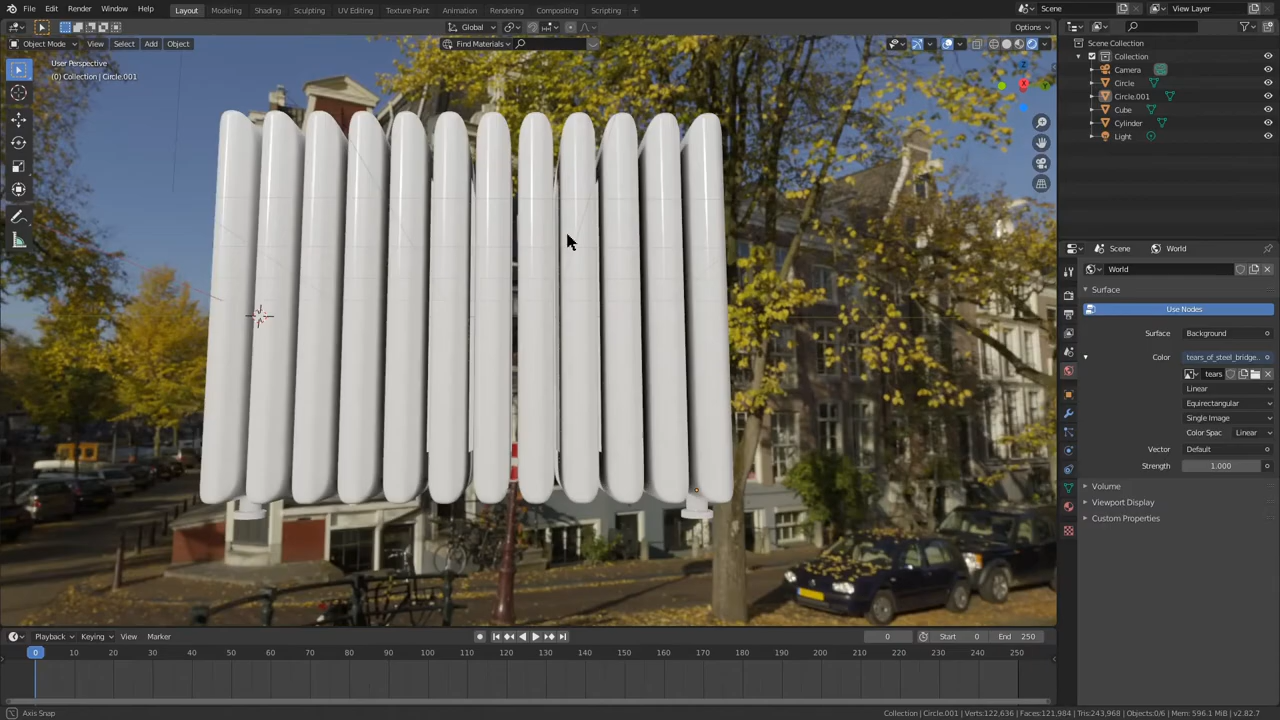 File Edit Render Window Help Layout Modeling Shading Sculpting UV Editing Texture Paint Animation Rendering Compositing Scripting Scene View Layer
Global Options
Object Mode View Select Add Object Find Materials
User Perspective
(0) Collection | Circle.001
Scene Collection
Collection
Camera
Circle
Circle.001
Cube
Cylinder
Light
Scene World
World
Surface
Use Nodes
Surface Background
Color tears_of_steel_bridge..
tears
Linear
Equirectangular
Single Image
Color Spac Linear
Vector Default
Strength 1.000
Volume
Viewport Display
Custom Properties
Playback Keying View Marker 0 Start 0 End 250
0 10 20 30 40 50 60 70 80 90 100 110 120 130 140 150 160 170 180 190 200 210 220 230 240 250
Axis Snap Collection | Circle.001 | Verts:122,636 | Faces:121,984 | Tris:243,968 | Objects:0/6 | Mem: 596.1 MiB | v2.82.7